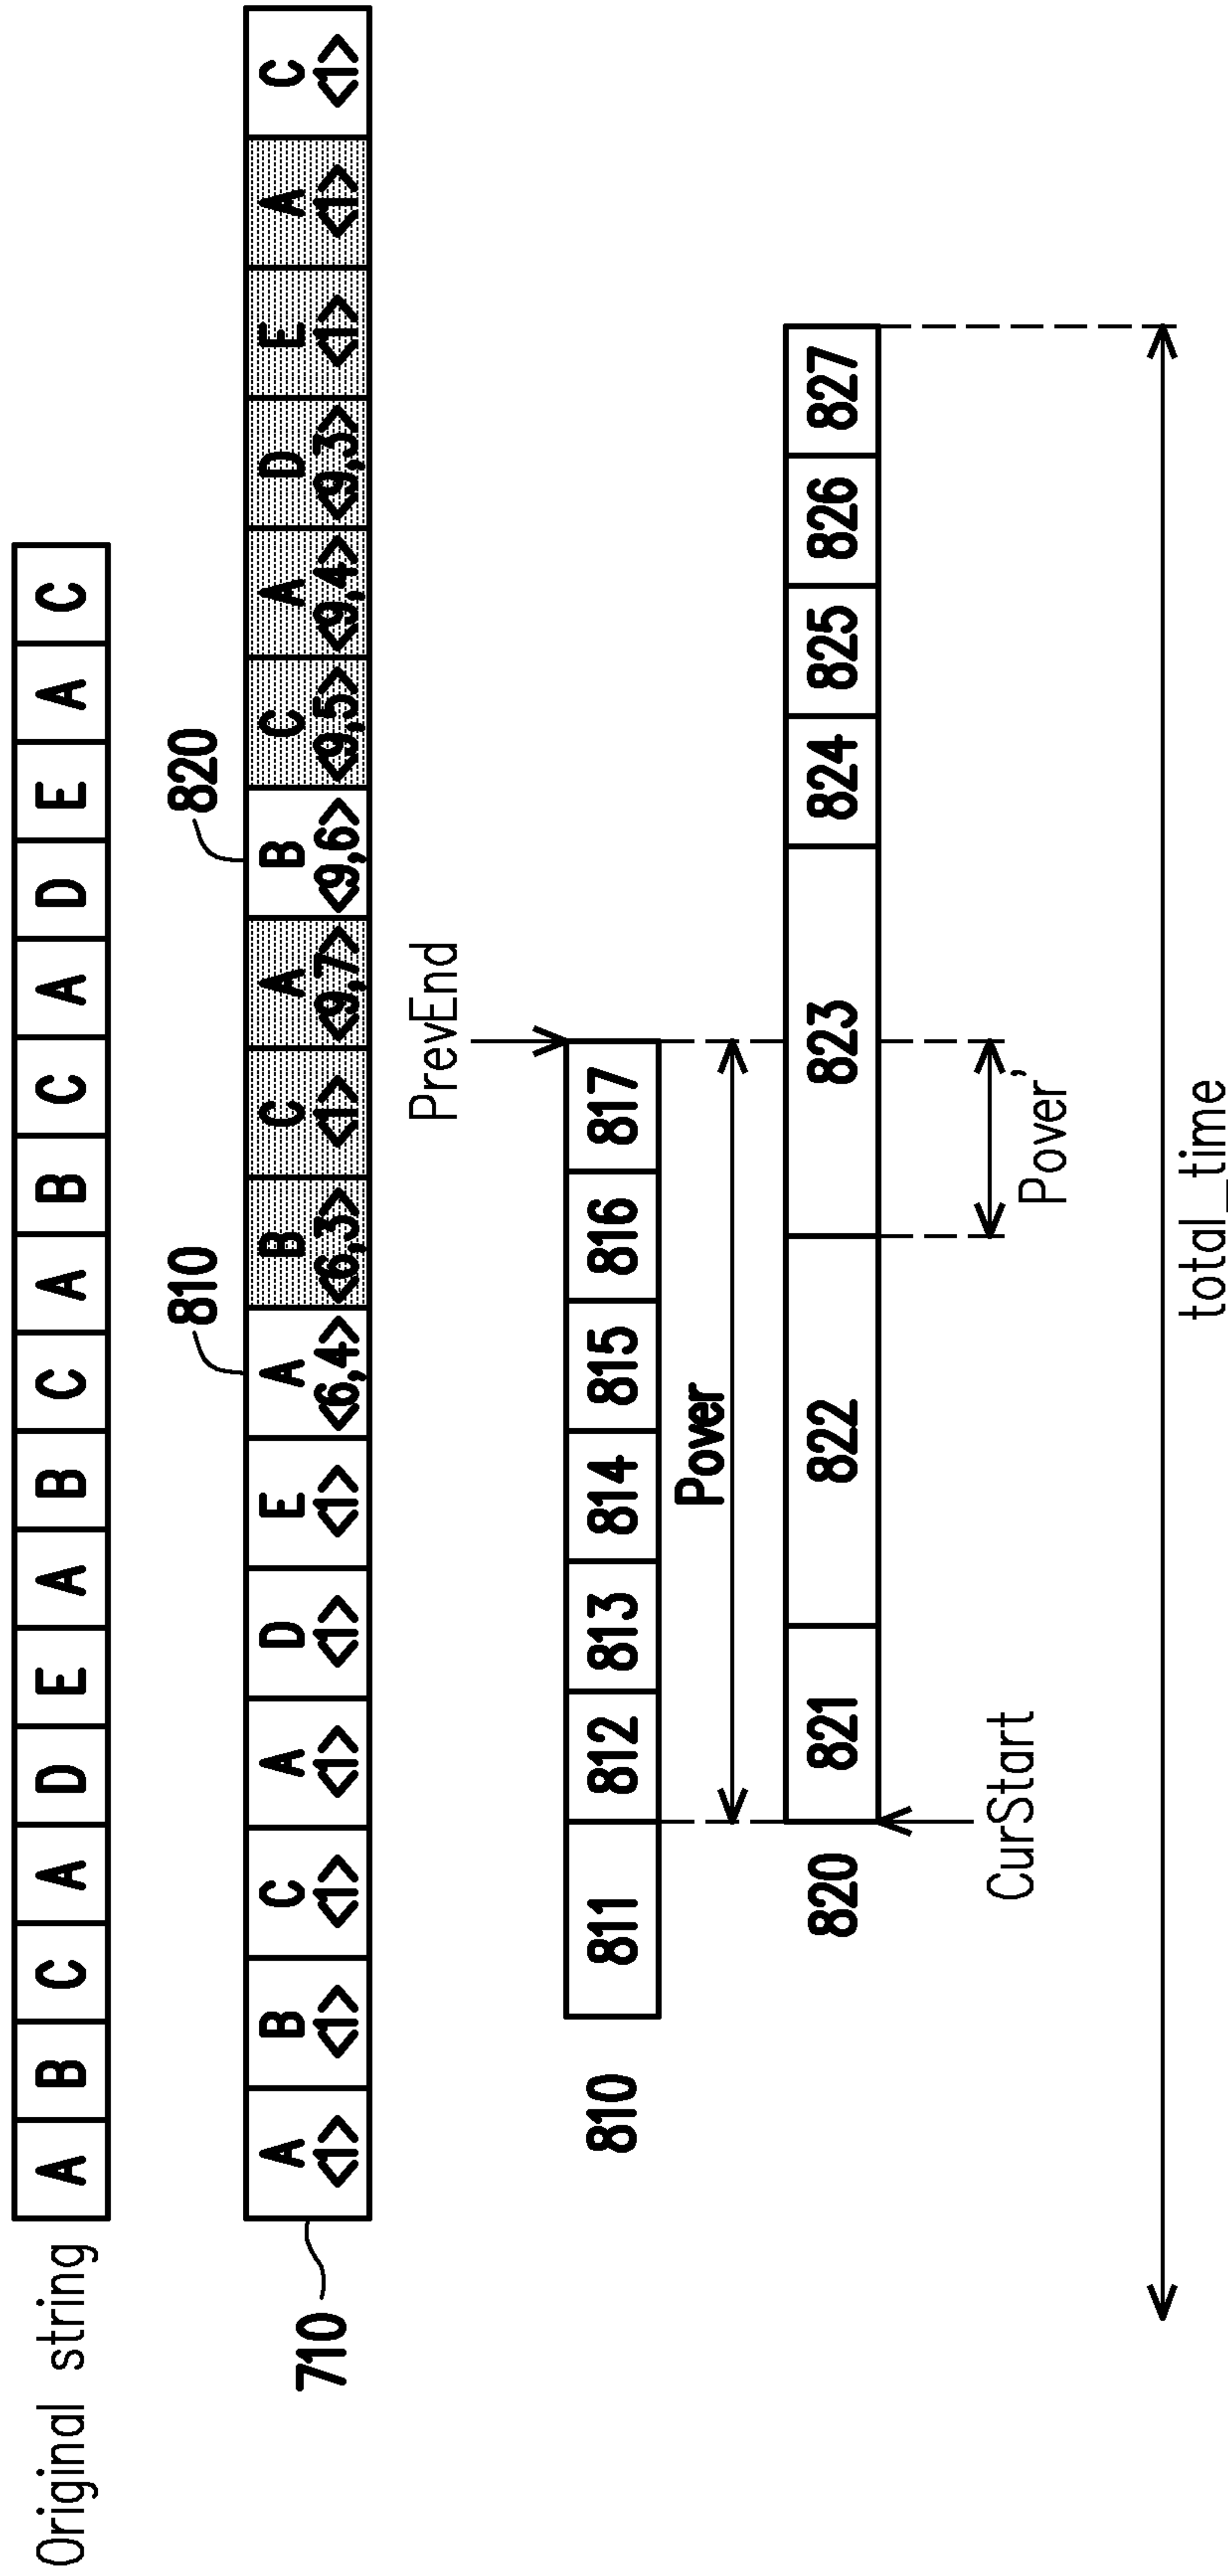 Original string A B C A D E A B C A B C A D E A C
810 820
A B C A D E A B C A B C A D E A C
<1> <1> <1> <1> <1> <1> <6,4> <6,3> <1> <9,7> <9,6> <9,5> <9,4> <9,3> <1> <1> <1>
710
PrevEnd
810 811 812 813 814 815 816 817
Pover
820 821 822 823 824 825 826 827
CurStart
Pover'
total_time